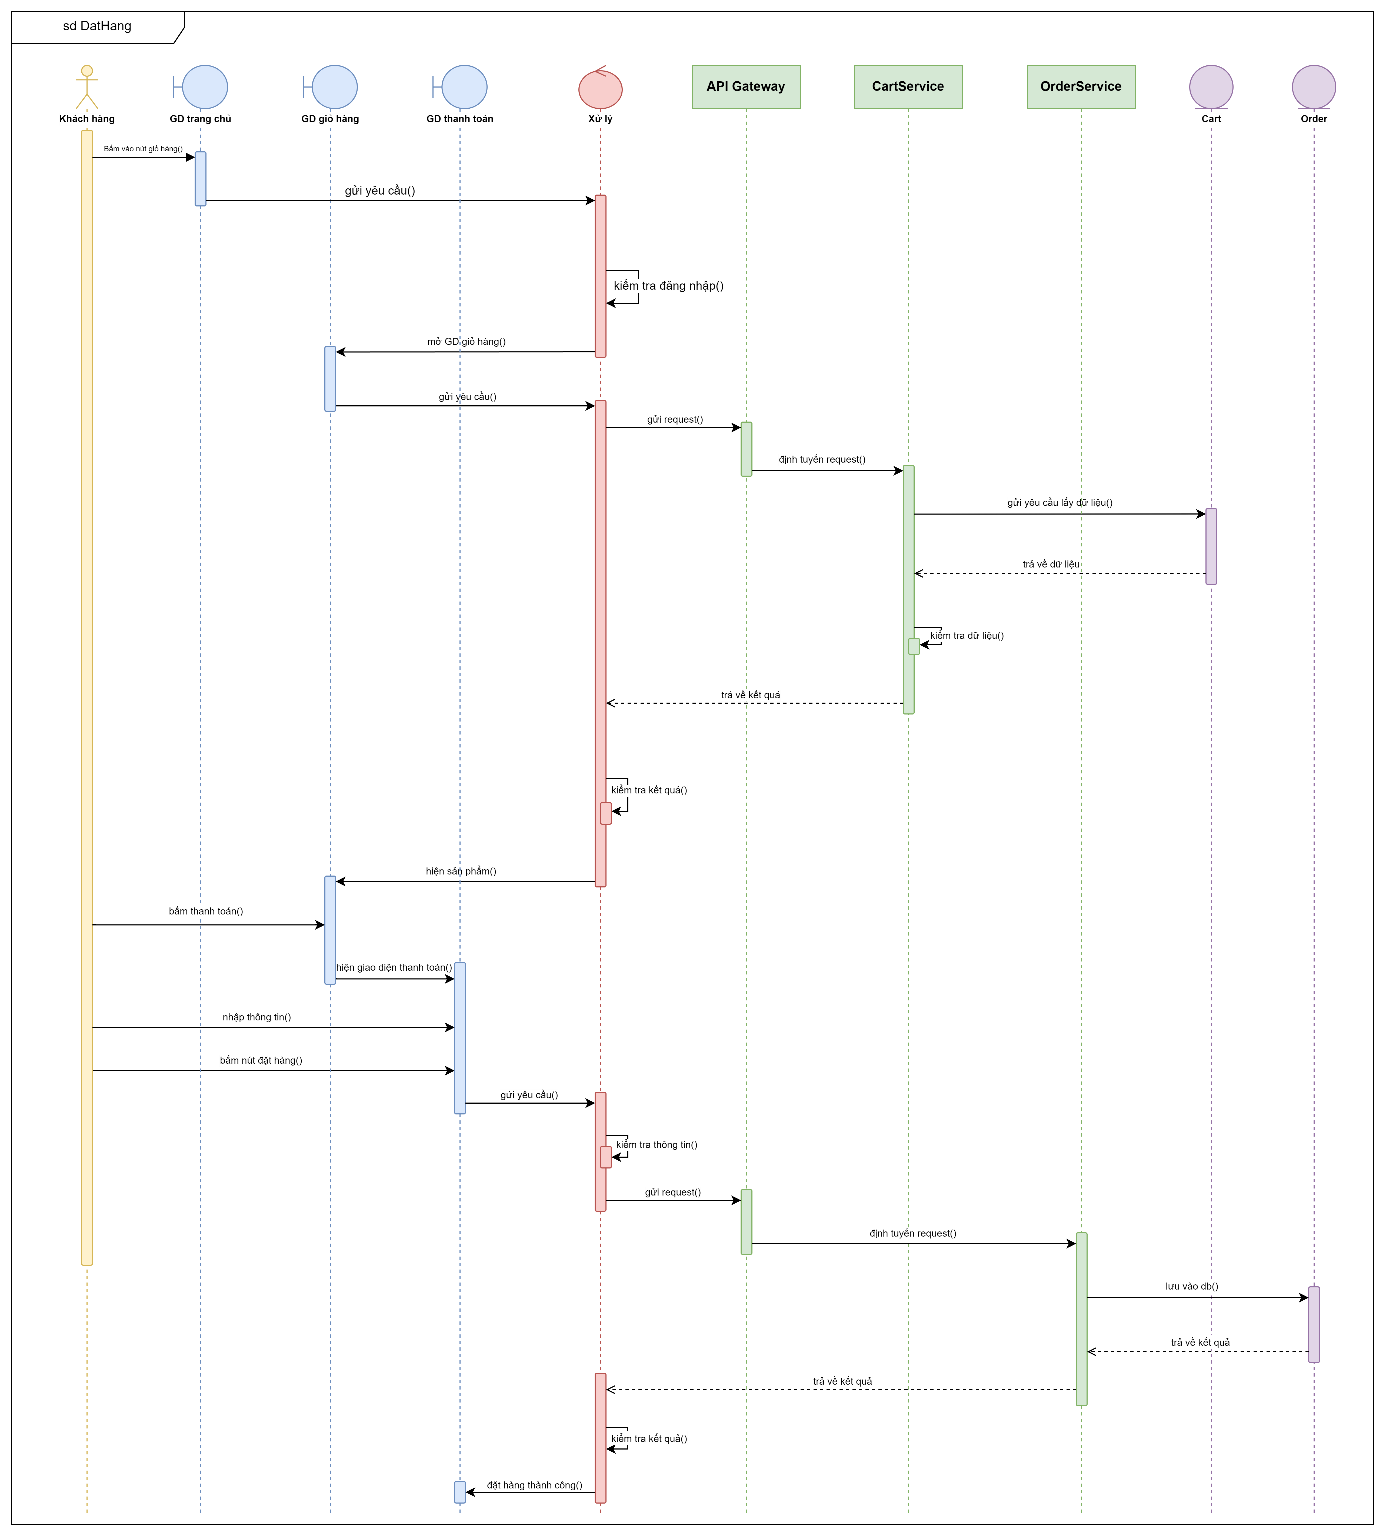 sd DatHang
Khách hàng
GD trang chủ
GD giỏ hàng
GD thanh toán
Xử lý
API Gateway
CartService
OrderService
Cart
Order
Bấm vào nút giỏ hàng()
gửi yêu cầu()
kiểm tra đăng nhập()
mở GD giỏ hàng()
gửi yêu cầu()
gửi request()
định tuyến request()
gửi yêu cầu lấy dữ liệu()
trả về dữ liệu
kiểm tra dữ liệu()
trả về kết quả
kiểm tra kết quả()
hiện sản phẩm()
bấm thanh toán()
hiện giao diện thanh toán()
nhập thông tin()
bấm nút đặt hàng()
gửi yêu cầu()
kiểm tra thông tin()
gửi request()
định tuyến request()
lưu vào db()
trả về kết quả
trả về kết quả
kiểm tra kết quả()
đặt hàng thành công()